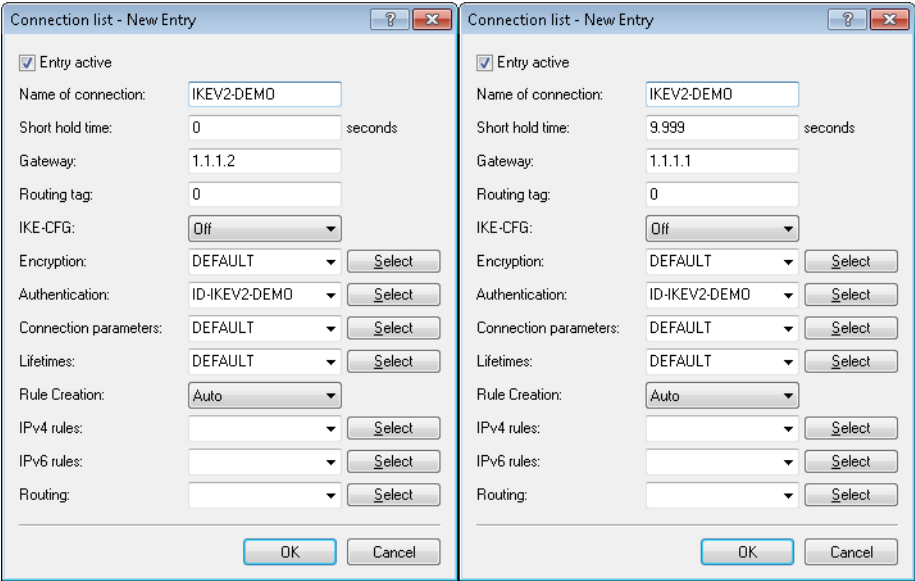 Connection list - New Entry
Entry active
Name of connection: IKEV2-DEMO
Short hold time: 0 seconds
Gateway: 1.1.1.2
Routing tag: 0
IKE-CFG: Off
Encryption: DEFAULT Select
Authentication: ID-IKEV2-DEMO Select
Connection parameters: DEFAULT Select
Lifetimes: DEFAULT Select
Rule Creation: Auto
IPv4 rules: Select
IPv6 rules: Select
Routing: Select
OK Cancel
Connection list - New Entry
Entry active
Name of connection: IKEV2-DEMO
Short hold time: 9.999 seconds
Gateway: 1.1.1.1
Routing tag: 0
IKE-CFG: Off
Encryption: DEFAULT Select
Authentication: ID-IKEV2-DEMO Select
Connection parameters: DEFAULT Select
Lifetimes: DEFAULT Select
Rule Creation: Auto
IPv4 rules: Select
IPv6 rules: Select
Routing: Select
OK Cancel